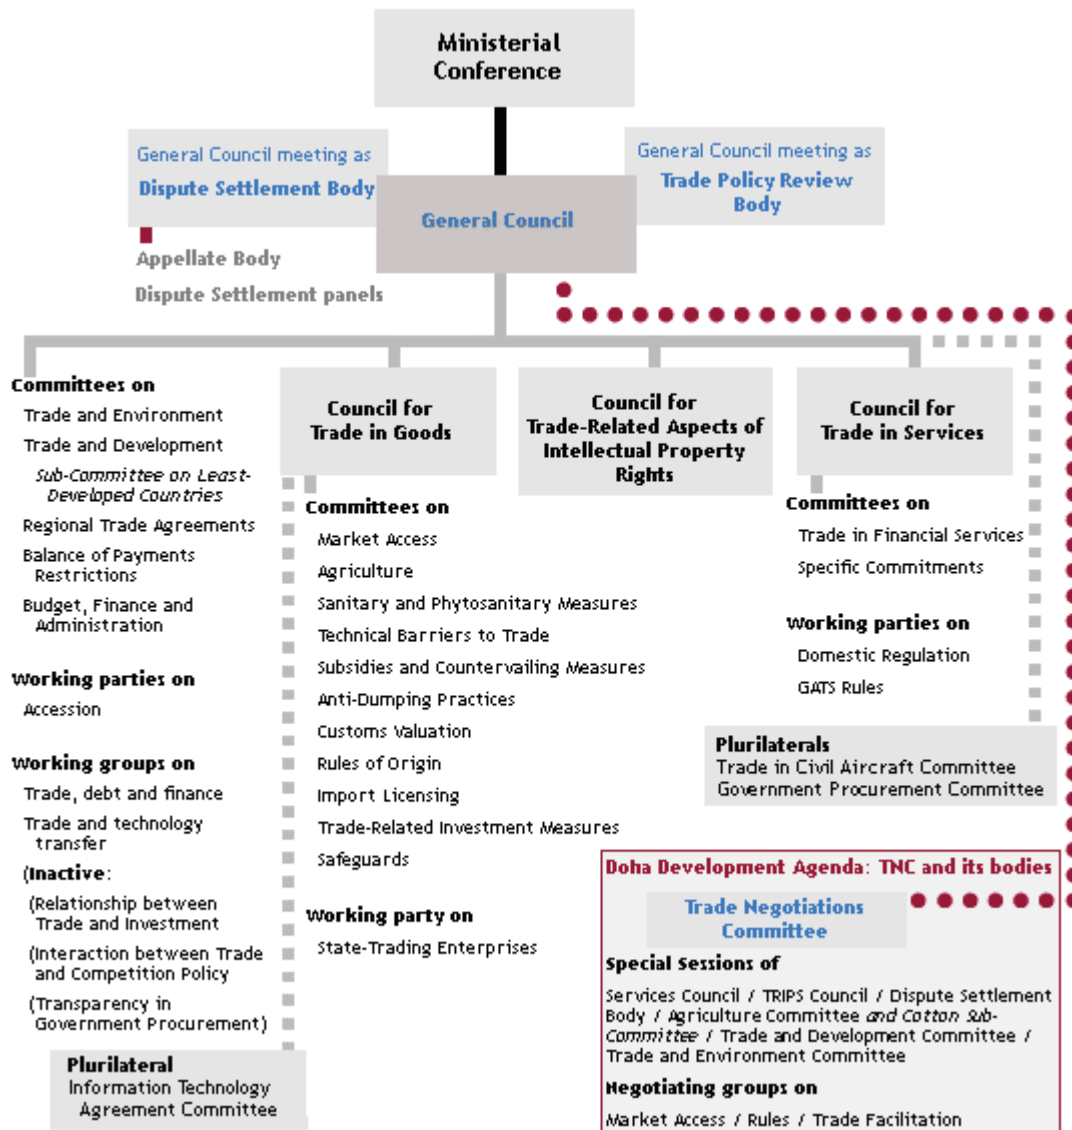 Ministerial
Conference
General Council meeting as
Dispute Settlement Body
General Council meeting as
Trade Policy Review
Body
General Council
Appellate Body
Dispute Settlement panels
Committees on
Trade and Environment
Trade and Development
Sub-Committee on Least-
Developed Countries
Regional Trade Agreements
Balance of Payments
Restrictions
Budget, Finance and
Administration
Working parties on
Accession
Working groups on
Trade, debt and finance
Trade and technology
transfer
(Inactive:
(Relationship between
Trade and Investment
(Interaction between Trade
and Competition Policy
(Transparency in
Government Procurement)
Plurilateral
Information Technology
Agreement Committee
Council for
Trade in Goods
Committees on
Market Access
Agriculture
Sanitary and Phytosanitary Measures
Technical Barriers to Trade
Subsidies and Countervailing Measures
Anti-Dumping Practices
Customs Valuation
Rules of Origin
Import Licensing
Trade-Related Investment Measures
Safeguards
Working party on
State-Trading Enterprises
Council for
Trade-Related Aspects of
Intellectual Property
Rights
Council for
Trade in Services
Committees on
Trade in Financial Services
Specific Commitments
Working parties on
Domestic Regulation
GATS Rules
Plurilaterals
Trade in Civil Aircraft Committee
Government Procurement Committee
Doha Development Agenda: TNC and its bodies
Trade Negotiations
Committee
Special Sessions of
Services Council / TRIPS Council / Dispute Settlement
Body / Agriculture Committee and Cotton Sub-
Committee / Trade and Development Committee /
Trade and Environment Committee
Negotiating groups on
Market Access / Rules / Trade Facilitation